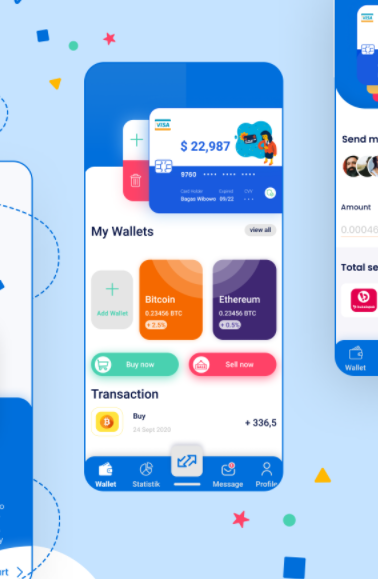 VISA
$ 22,987
9760 **** **** ****
Card Holder Expired CVV
Bagas Wibowo 09/22 ***
My Wallets
view all
Add Wallet
Bitcoin
0.23456 BTC
+ 2.5%
Ethereum
0.23456 BTC
+ 0.5%
Buy now
Sell now
Transaction
Buy
24 Sept 2020
+ 336,5
Wallet
Statistik
Message
Profile
VISA
Send m
Amount
0.00046
Total se
Wallet
o
y
rt